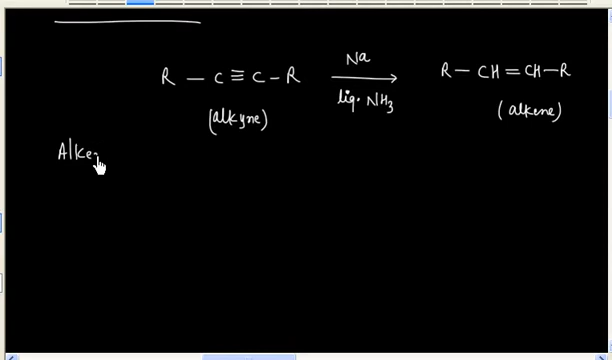 R — C ≡ C – R  Na  R — CH = CH — R
liq. NH3
(alkyne)  (alkene)
Alke